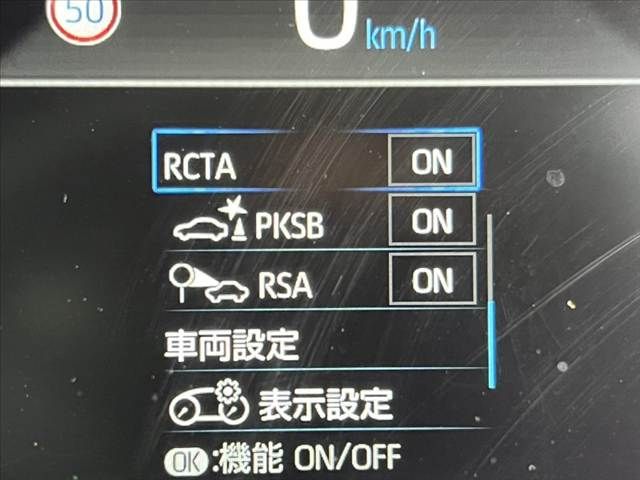 50
0 km/h
RCTA ON
PKSB ON
RSA ON
車両設定
表示設定
OK:機能 ON/OFF